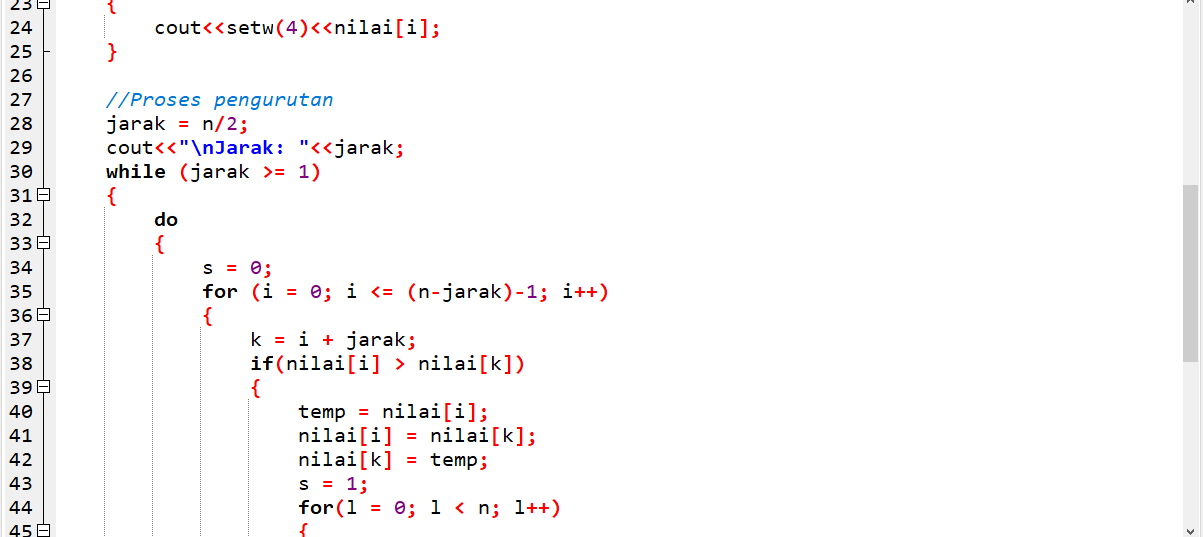 23 {
24 cout<<setw(4)<<nilai[i];
25 }
26
27 //Proses pengurutan
28 jarak = n/2;
29 cout<<"\nJarak: "<<jarak;
30 while (jarak >= 1)
31 {
32 do
33 {
34 s = 0;
35 for (i = 0; i <= (n-jarak)-1; i++)
36 {
37 k = i + jarak;
38 if(nilai[i] > nilai[k])
39 {
40 temp = nilai[i];
41 nilai[i] = nilai[k];
42 nilai[k] = temp;
43 s = 1;
44 for(l = 0; l < n; l++)
45 {